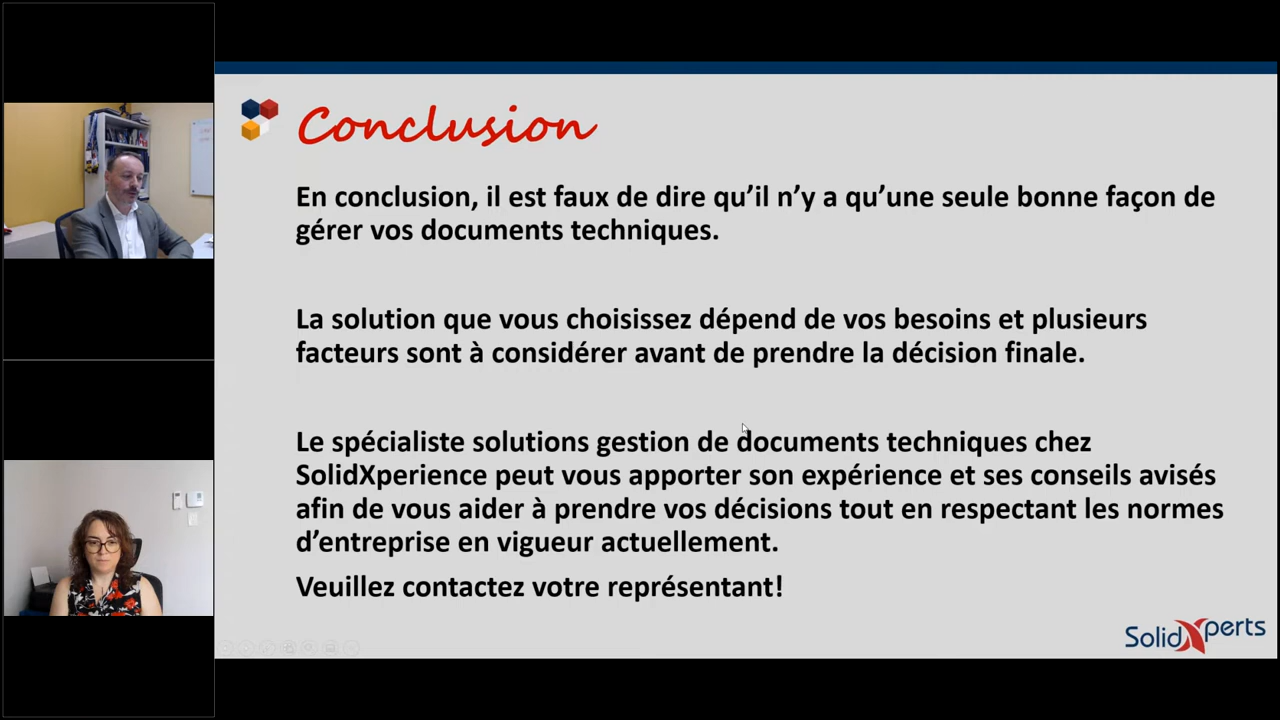 Conclusion
En conclusion, il est faux de dire qu’il n’y a qu’une seule bonne façon de
gérer vos documents techniques.
La solution que vous choisissez dépend de vos besoins et plusieurs
facteurs sont à considérer avant de prendre la décision finale.
Le spécialiste solutions gestion de documents techniques chez
SolidXperience peut vous apporter son expérience et ses conseils avisés
afin de vous aider à prendre vos décisions tout en respectant les normes
d’entreprise en vigueur actuellement.
Veuillez contactez votre représentant!
SolidXperts